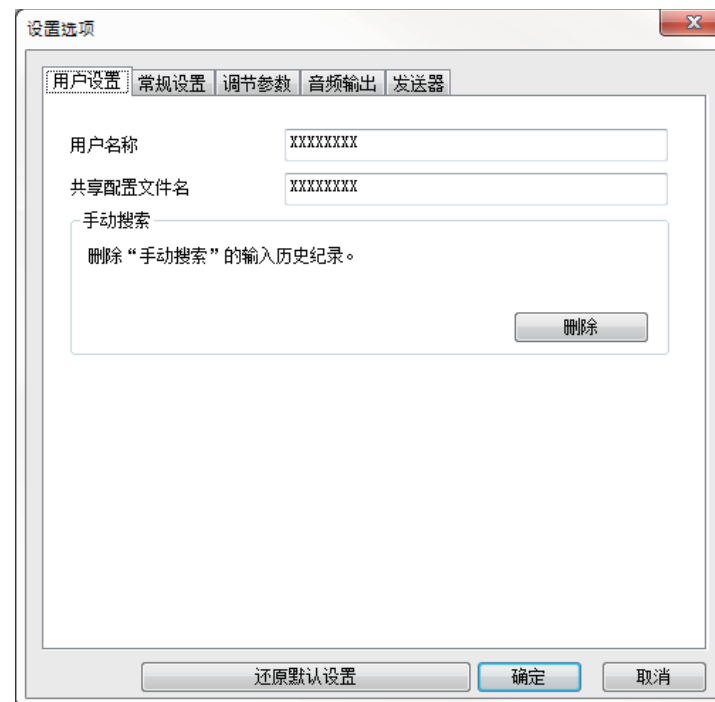 设置选项
用户设置 常规设置 调节参数 音频输出 发送器
用户名称 XXXXXXXX
共享配置文件名 XXXXXXXX
手动搜索
删除“手动搜索”的输入历史纪录。
删除
还原默认设置 确定 取消